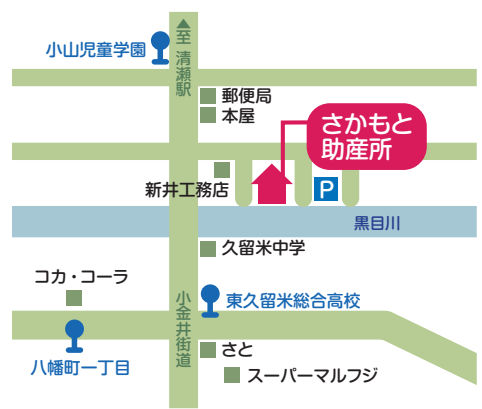 ▲至 清瀬駅
小山児童学園
郵便局
本屋
さかもと
助産所
新井工務店
P
黒目川
久留米中学
コカ・コーラ
小金井街道
東久留米総合高校
八幡町一丁目
さと
スーパーマルフジ